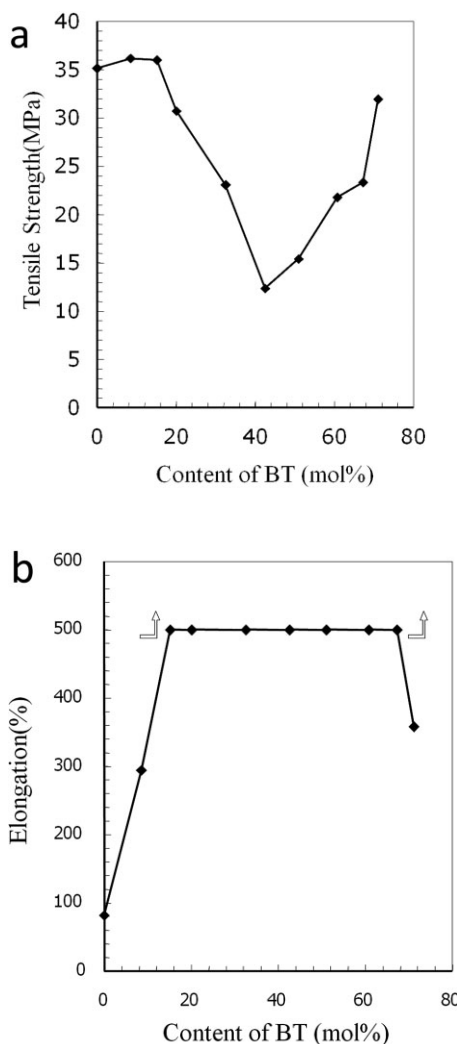 a
40
35
30
25
20
15
10
5
0
Tensile Strength(MPa)
0 20 40 60 80
Content of BT (mol%)
b
600
500
400
300
200
100
0
Elongation(%)
0 20 40 60 80
Content of BT (mol%)